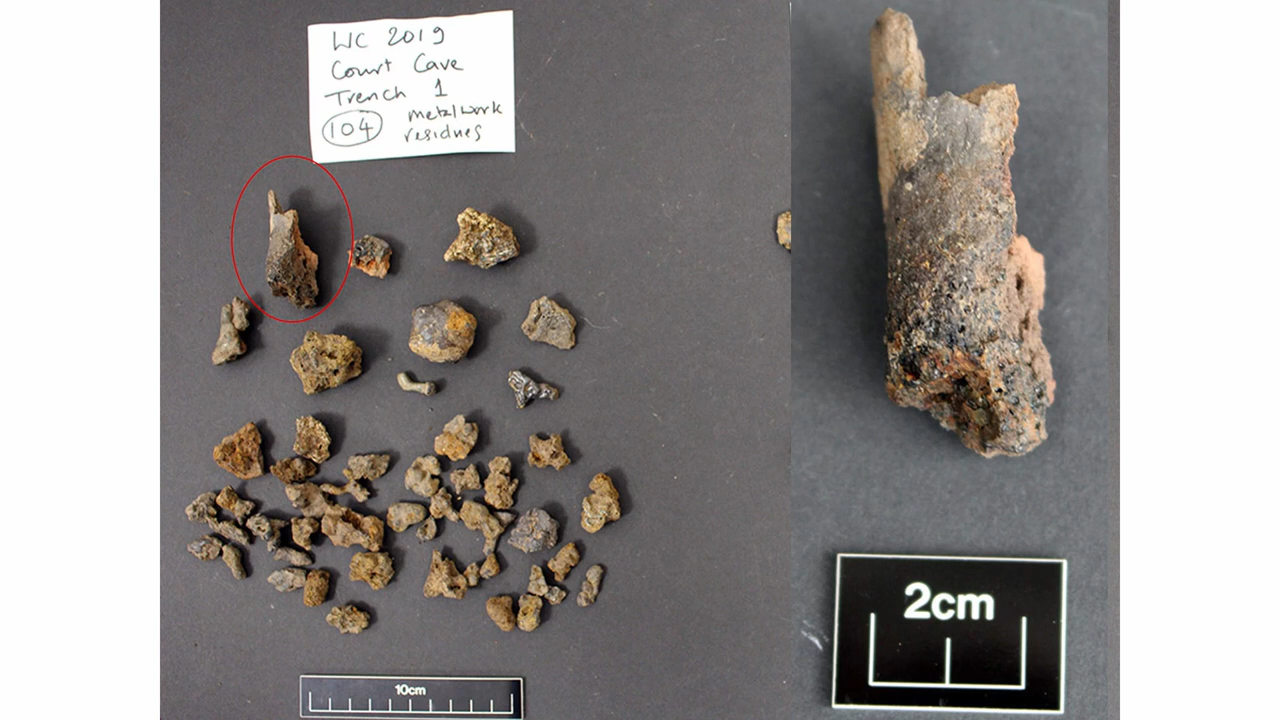 WC 2019
Court Cave
Trench 1
104 metalwork
residues
10cm
2cm